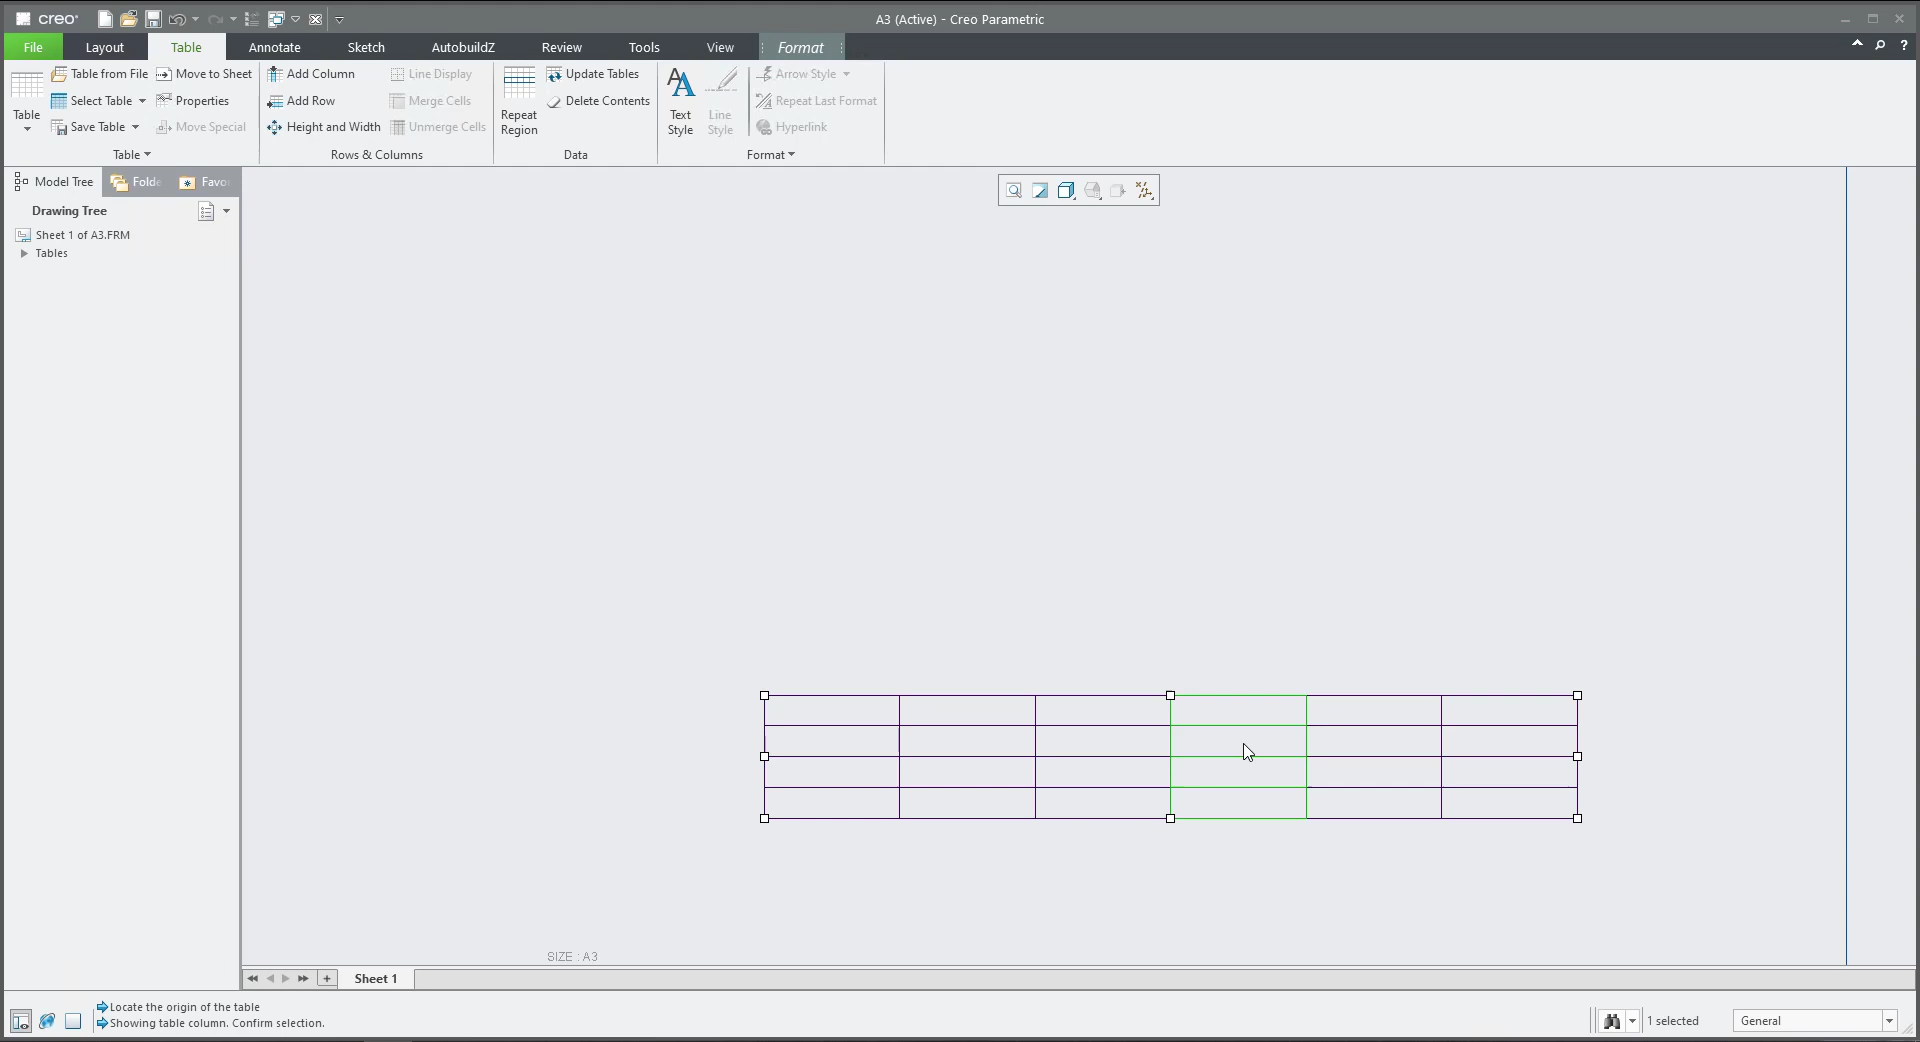 creo
A3 (Active) - Creo Parametric
File
Layout
Table
Annotate
Sketch
AutobuildZ
Review
Tools
View
Format
?
Table
Table from File
Move to Sheet
Select Table
Properties
Save Table
Move Special
Table
Add Column
Line Display
Add Row
Merge Cells
Height and Width
Unmerge Cells
Rows & Columns
Repeat
Region
Update Tables
Delete Contents
Data
Text
Style
Line
Style
Arrow Style
Repeat Last Format
Hyperlink
Format
Model Tree
Folde
Favo
Drawing Tree
Sheet 1 of A3.FRM
Tables
SIZE : A3
Sheet 1
Locate the origin of the table
Showing table column. Confirm selection.
1 selected
General